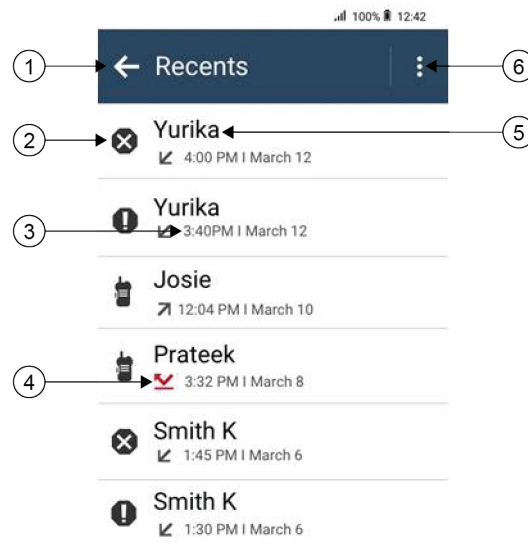 100% 12:42
1 Recents 6
2 Yurika 5
4:00 PM I March 12
Yurika
3 3:40PM I March 12
Josie
12:04 PM I March 10
Prateek
4 3:32 PM I March 8
Smith K
1:45 PM I March 6
Smith K
1:30 PM I March 6